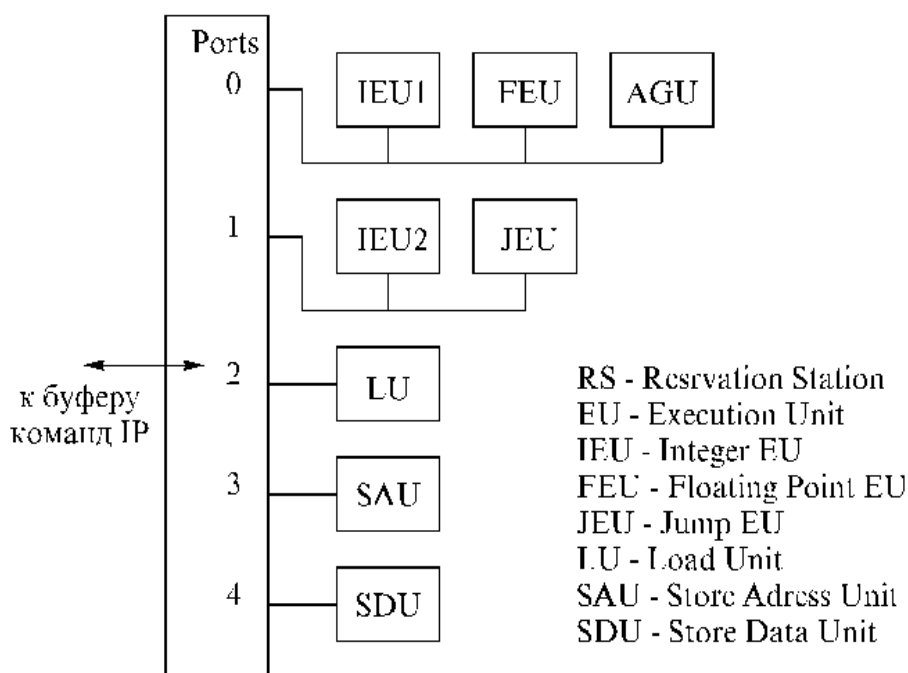 Ports
0
IEU1 FEU AGU
1
IEU2 JEU
2
LU
к буферу
команд IP
3
SAU
4
SDU
RS - Resrvation Station
EU - Execution Unit
IEU - Integer EU
FEU - Floating Point EU
JEU - Jump EU
LU - Load Unit
SAU - Store Adress Unit
SDU - Store Data Unit